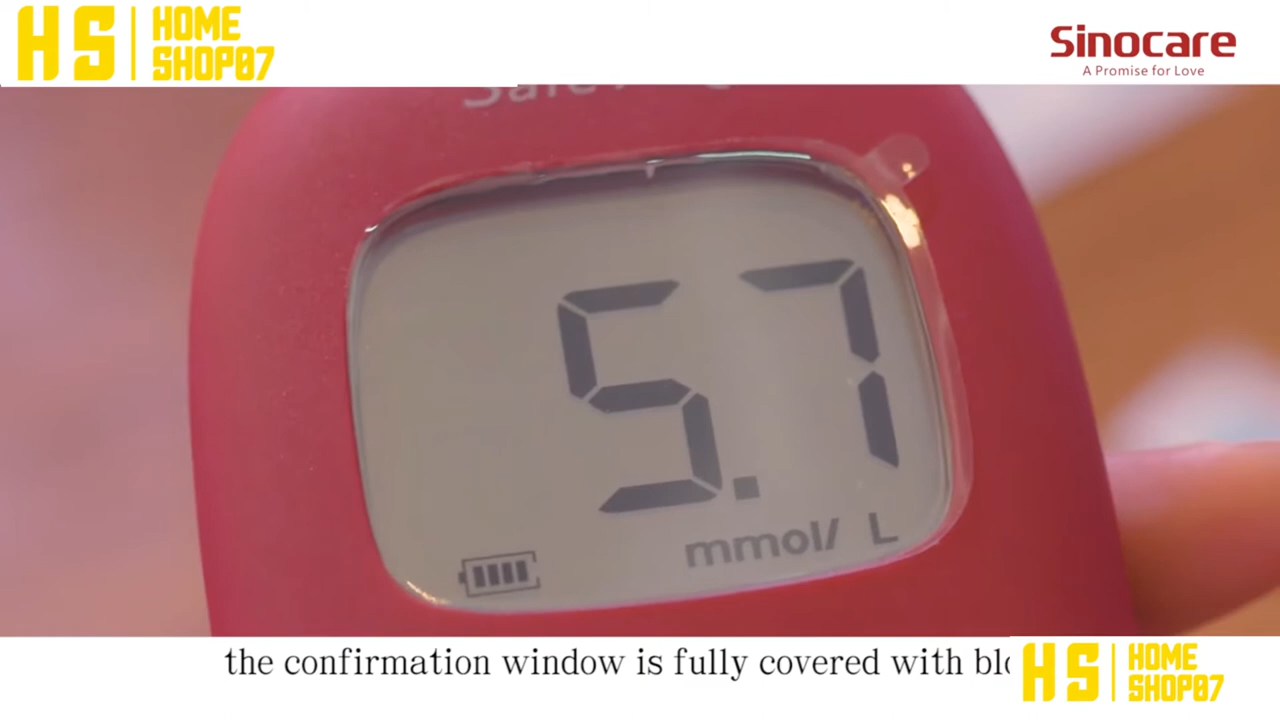 HS HOME
SHOP07
Sinocare
A Promise for Love
5.7
mmol/ L
the confirmation window is fully covered with
HS HOME
SHOP07